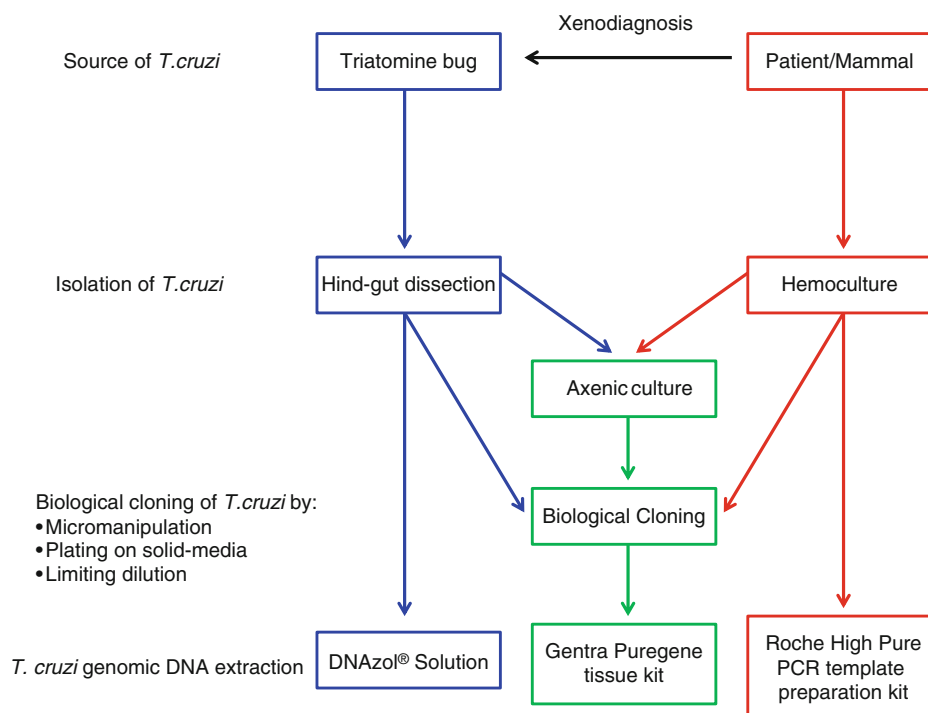 Xenodiagnosis
Source of T.cruzi
Triatomine bug
Patient/Mammal
Isolation of T.cruzi
Hind-gut dissection
Hemoculture
Axenic culture
Biological cloning of T.cruzi by:
•Micromanipulation
•Plating on solid-media
•Limiting dilution
Biological Cloning
T. cruzi genomic DNA extraction
DNAzol® Solution
Gentra Puregene
tissue kit
Roche High Pure
PCR template
preparation kit